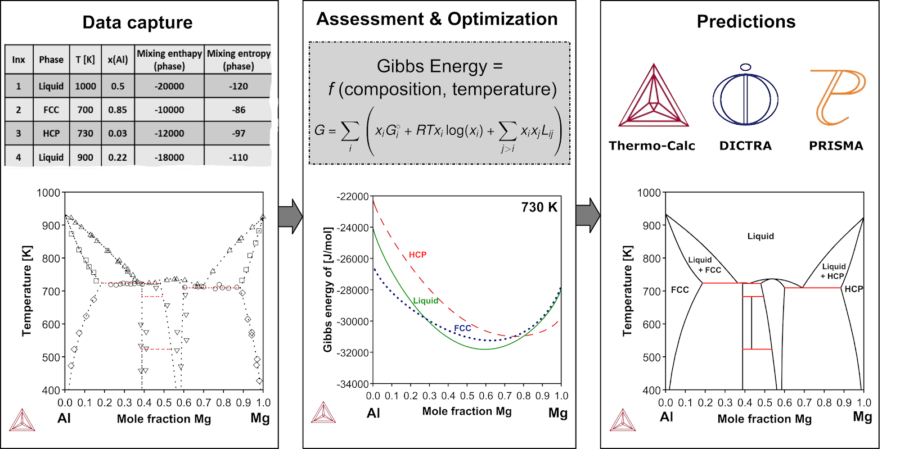 Data capture
Inx Phase T [K] x(Al) Mixing enthapy (phase) Mixing entropy (phase)
1 Liquid 1000 0.5 -20000 -120
2 FCC 700 0.85 -10000 -86
3 HCP 730 0.03 -12000 -97
4 Liquid 900 0.22 -18000 -110
1000
900
800
700
600
500
400
Temperature [K]
0.0 0.1 0.2 0.3 0.4 0.5 0.6 0.7 0.8 0.9 1.0
Al Mole fraction Mg Mg
Assessment & Optimization
Gibbs Energy =
f (composition, temperature)
G = ∑_i ( x_i G_i° + RTx_i log(x_i) + ∑_{j>i} x_i x_j L_ij )
-22000
-24000
-26000
-28000
-30000
-32000
-34000
Gibbs energy of [J/mol]
730 K
HCP
Liquid
FCC
0.0 0.1 0.2 0.3 0.4 0.5 0.6 0.7 0.8 0.9 1.0
Al Mole fraction Mg Mg
Predictions
Thermo-Calc DICTRA PRISMA
1000
900
800
700
600
500
400
Temperature [K]
Liquid
Liquid
+ FCC
Liquid
+ HCP
FCC
HCP
0.0 0.1 0.2 0.3 0.4 0.5 0.6 0.7 0.8 0.9 1.0
Al Mole fraction Mg Mg